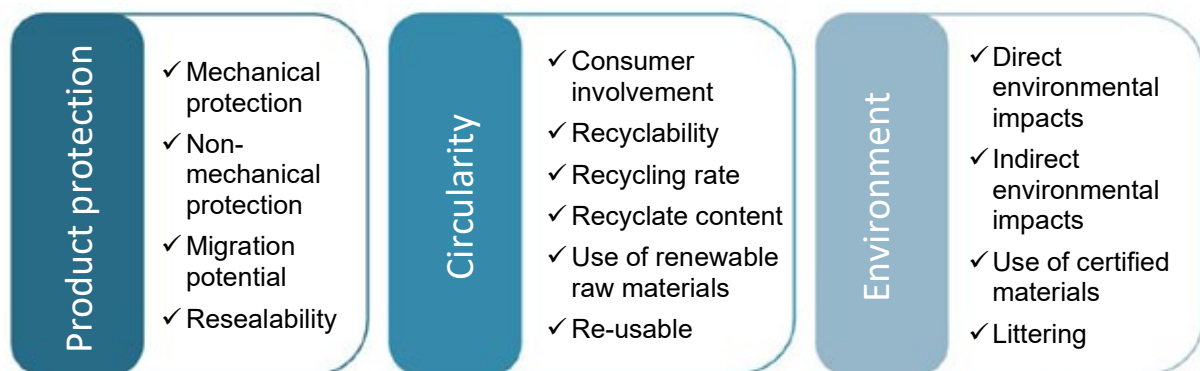 Product protection
✓ Mechanical
protection
✓ Non-
mechanical
protection
✓ Migration
potential
✓ Resealability
Circularity
✓ Consumer
involvement
✓ Recyclability
✓ Recycling rate
✓ Recyclate content
✓ Use of renewable
raw materials
✓ Re-usable
Environment
✓ Direct
environmental
impacts
✓ Indirect
environmental
impacts
✓ Use of certified
materials
✓ Littering